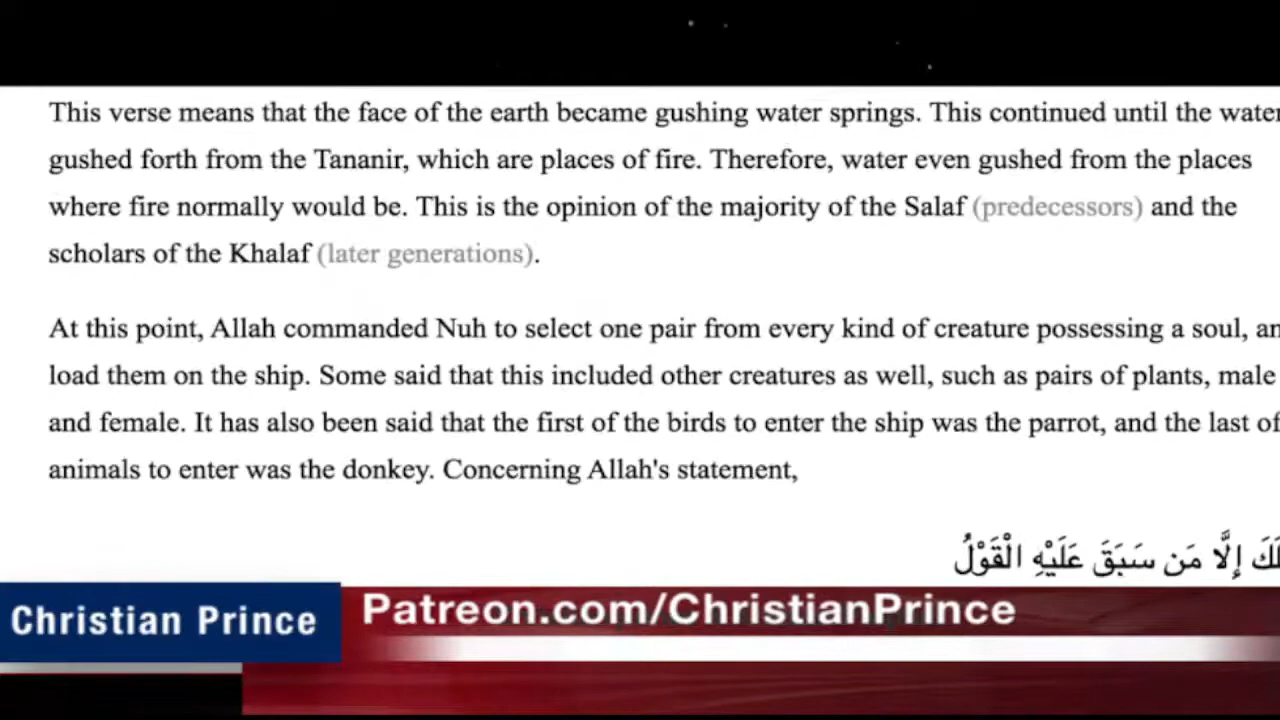 This verse means that the face of the earth became gushing water springs. This continued until the water
gushed forth from the Tananir, which are places of fire. Therefore, water even gushed from the places
where fire normally would be. This is the opinion of the majority of the Salaf (predecessors) and the
scholars of the Khalaf (later generations).
At this point, Allah commanded Nuh to select one pair from every kind of creature possessing a soul, an
load them on the ship. Some said that this included other creatures as well, such as pairs of plants, male
and female. It has also been said that the first of the birds to enter the ship was the parrot, and the last of
animals to enter was the donkey. Concerning Allah's statement,
إِلَّا مَن سَبَقَ عَلَيْهِ الْقَوْلُ
Patreon.com/ChristianPrince
Christian Prince